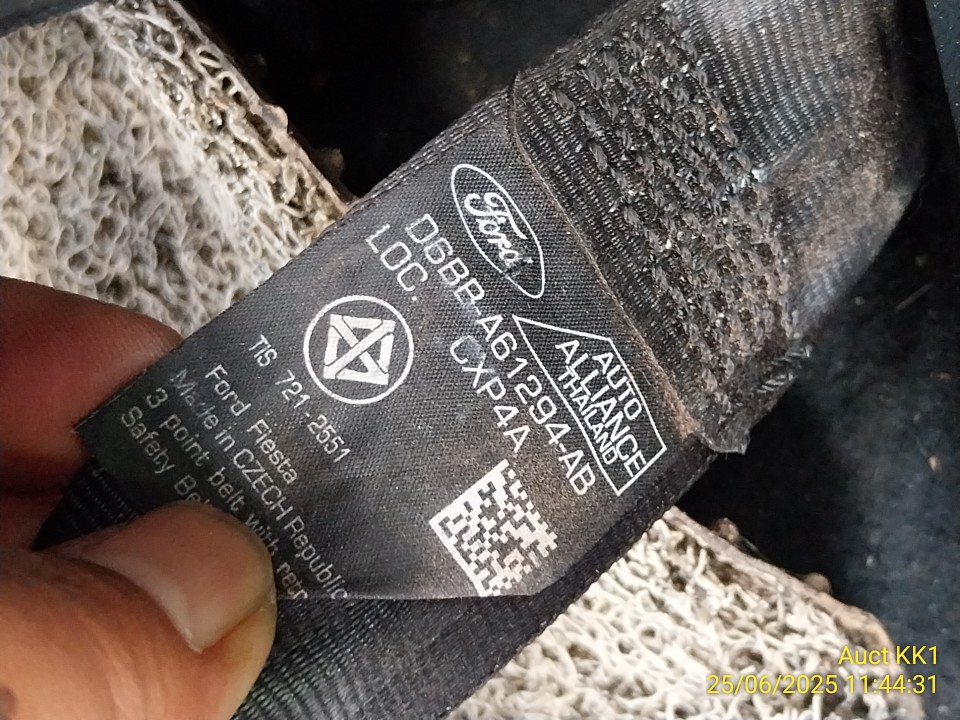 Ford
D6BB-A61294-AB
LOC. CXP4A
AUTO
ALLIANCE
THAILAND
TIS 721-2551
Ford Fiesta
Made in CZECH Republic
3 point belt with retr
Safety Be
Auct KK1
25/06/2025 11:44:31